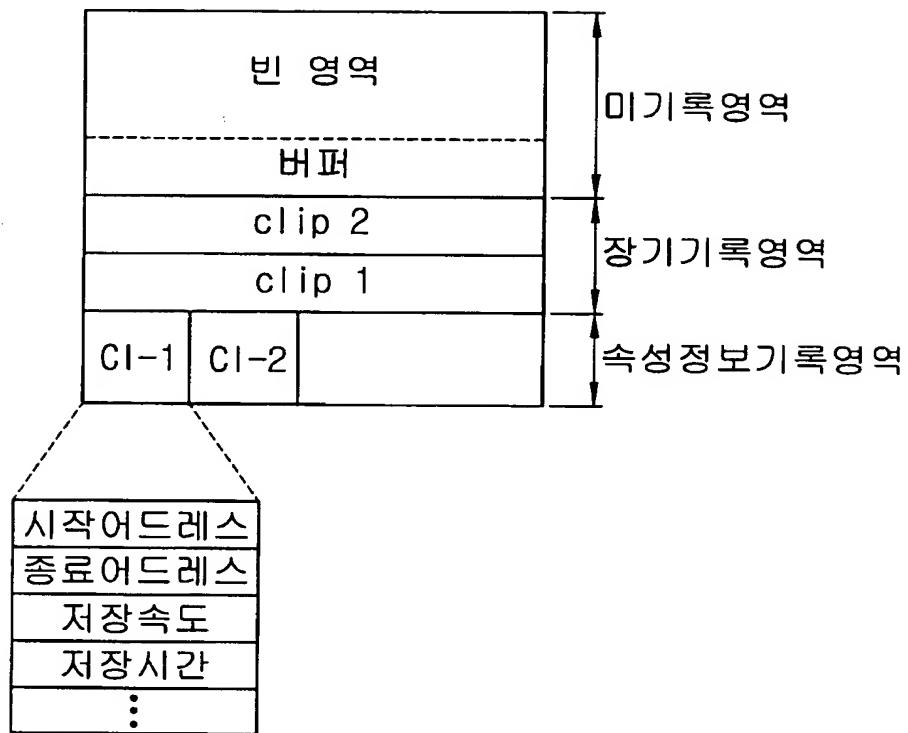 빈 영역
미기록영역
버퍼
clip 2
장기기록영역
clip 1
CI-1 CI-2
속성정보기록영역
시작어드레스
종료어드레스
저장속도
저장시간
⋮